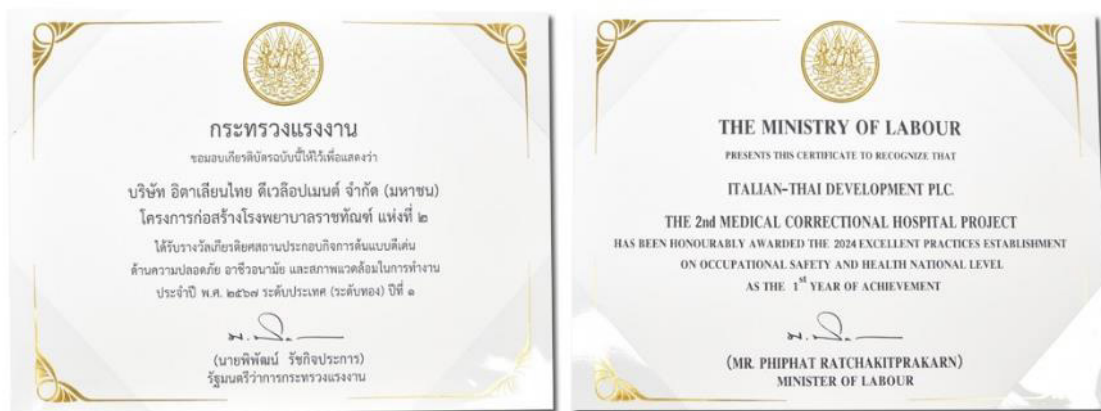 กระทรวงแรงงาน
ขอมอบเกียรติบัตรฉบับนี้ให้ไว้เพื่อแสดงว่า
บริษัท อิตาเลียนไทย ดีเวล๊อปเมนต์ จำกัด (มหาชน)
โครงการก่อสร้างโรงพยาบาลราชทัณฑ์ แห่งที่ ๒
ได้รับรางวัลเกียรติยศสถานประกอบกิจการต้นแบบดีเด่น
ด้านความปลอดภัย อาชีวอนามัย และสภาพแวดล้อมในการทำงาน
ประจำปี พ.ศ. ๒๕๖๗ ระดับประเทศ (ระดับทอง) ปีที่ ๑
(นายพิพัฒน์ รัชกิจประการ)
รัฐมนตรีว่าการกระทรวงแรงงาน
THE MINISTRY OF LABOUR
PRESENTS THIS CERTIFICATE TO RECOGNIZE THAT
ITALIAN-THAI DEVELOPMENT PLC.
THE 2nd MEDICAL CORRECTIONAL HOSPITAL PROJECT
HAS BEEN HONOURABLY AWARDED THE 2024 EXCELLENT PRACTICES ESTABLISHMENT
ON OCCUPATIONAL SAFETY AND HEALTH NATIONAL LEVEL
AS THE 1st YEAR OF ACHIEVEMENT
(MR. PHIPHAT RATCHAKITPRAKARN)
MINISTER OF LABOUR